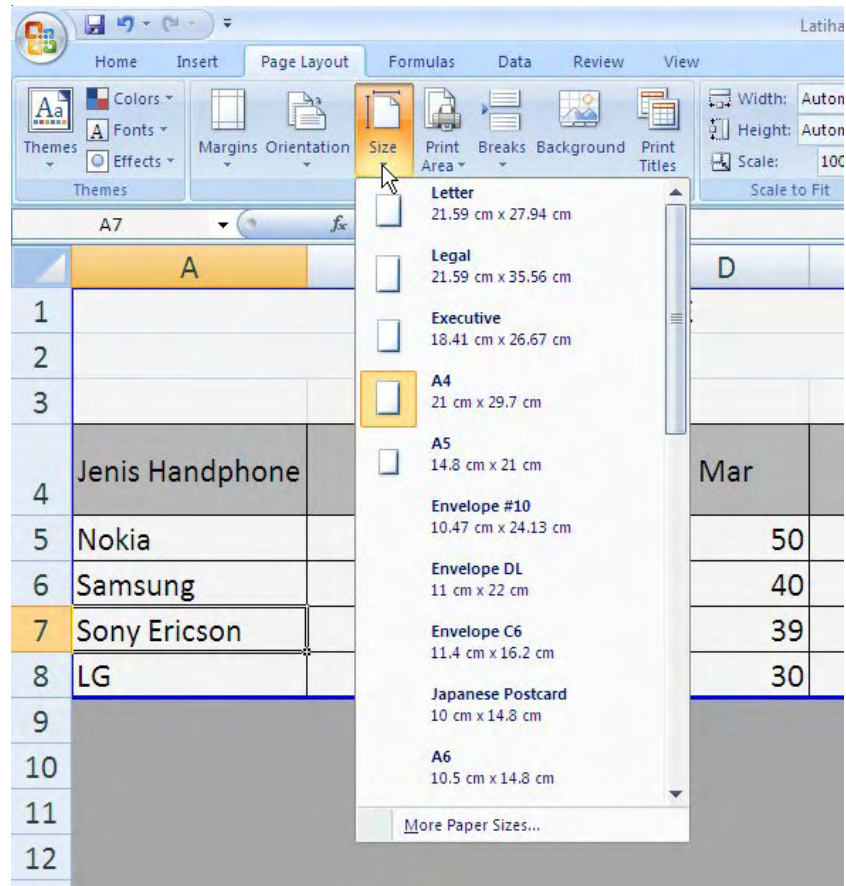 Latiha
Home Insert Page Layout Formulas Data Review View
Aa
Themes
Colors
A Fonts
Effects
Margins
Orientation
Size
Print
Area
Breaks
Background
Print
Titles
Width: Autom
Height: Autom
Scale: 100
Themes
Scale to Fit
A7
fx
A
D
Letter
21.59 cm x 27.94 cm
Legal
21.59 cm x 35.56 cm
Executive
18.41 cm x 26.67 cm
A4
21 cm x 29.7 cm
A5
14.8 cm x 21 cm
Envelope #10
10.47 cm x 24.13 cm
Envelope DL
11 cm x 22 cm
Envelope C6
11.4 cm x 16.2 cm
Japanese Postcard
10 cm x 14.8 cm
A6
10.5 cm x 14.8 cm
More Paper Sizes...
1
2
3
4 Jenis Handphone Mar
5 Nokia 50
6 Samsung 40
7 Sony Ericson 39
8 LG 30
9
10
11
12